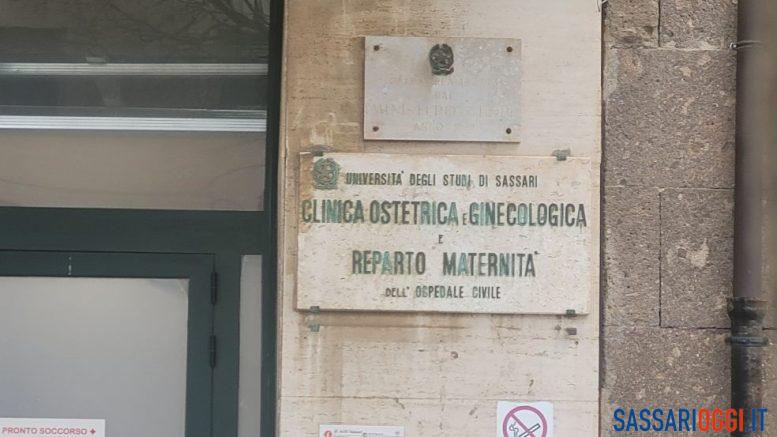 UNIVERSITA' DEGLI STUDI DI SASSARI
CLINICA OSTETRICA E GINECOLOGICA
E
REPARTO MATERNITA'
DELL' OSPEDALE CIVILE
PRONTO SOCCORSO +
SASSARIOGGI.IT